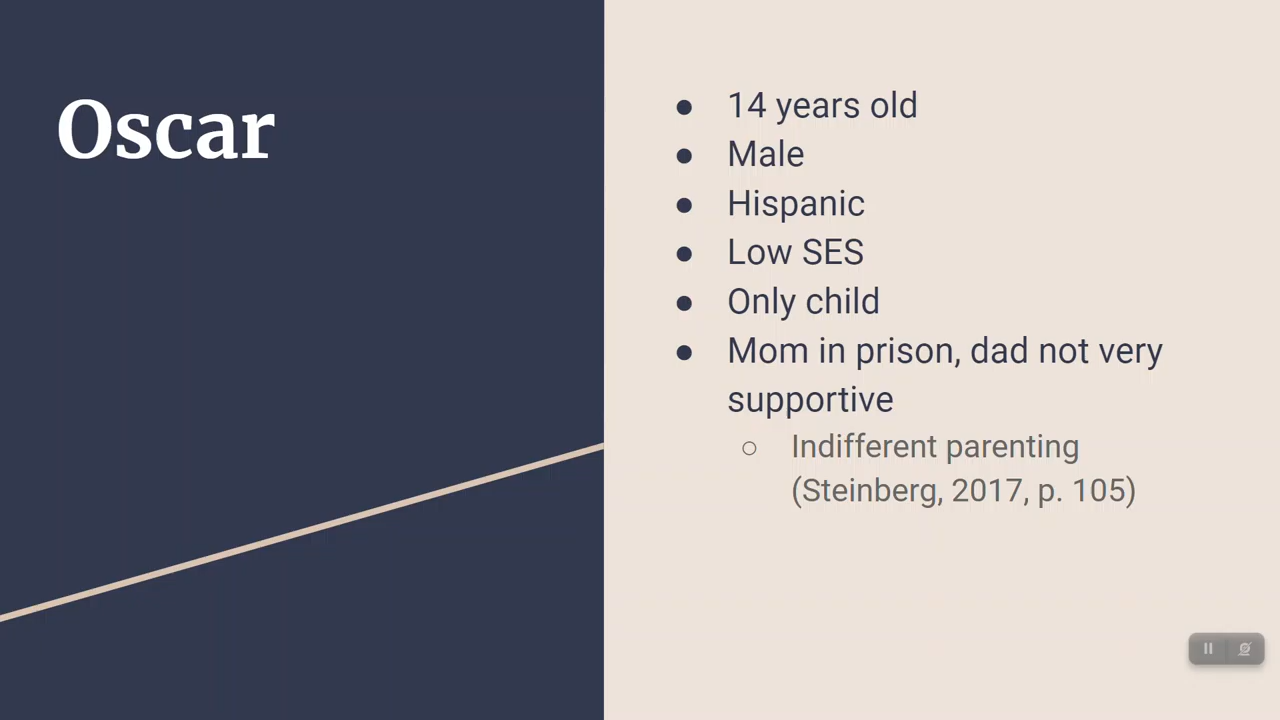 Oscar
● 14 years old
● Male
● Hispanic
● Low SES
● Only child
● Mom in prison, dad not very
supportive
○ Indifferent parenting
(Steinberg, 2017, p. 105)